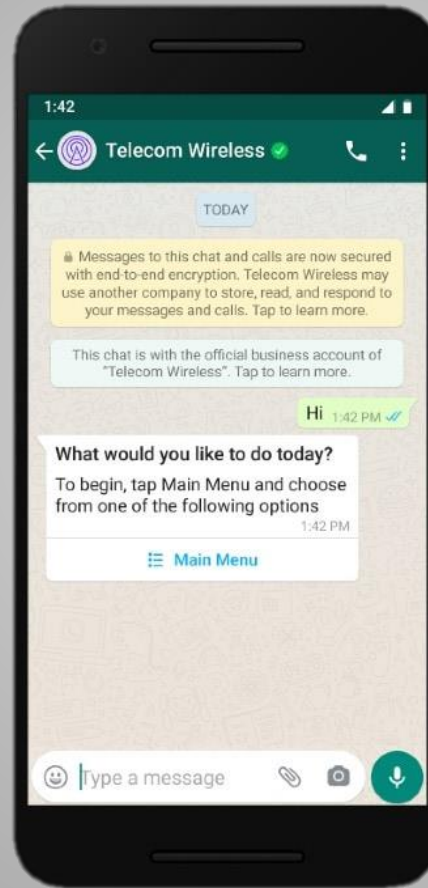 1:42
Telecom Wireless
TODAY
Messages to this chat and calls are now secured
with end-to-end encryption. Telecom Wireless may
use another company to store, read, and respond to
your messages and calls. Tap to learn more.
This chat is with the official business account of
"Telecom Wireless". Tap to learn more.
Hi 1:42 PM
What would you like to do today?
To begin, tap Main Menu and choose
from one of the following options
1:42 PM
Main Menu
Type a message